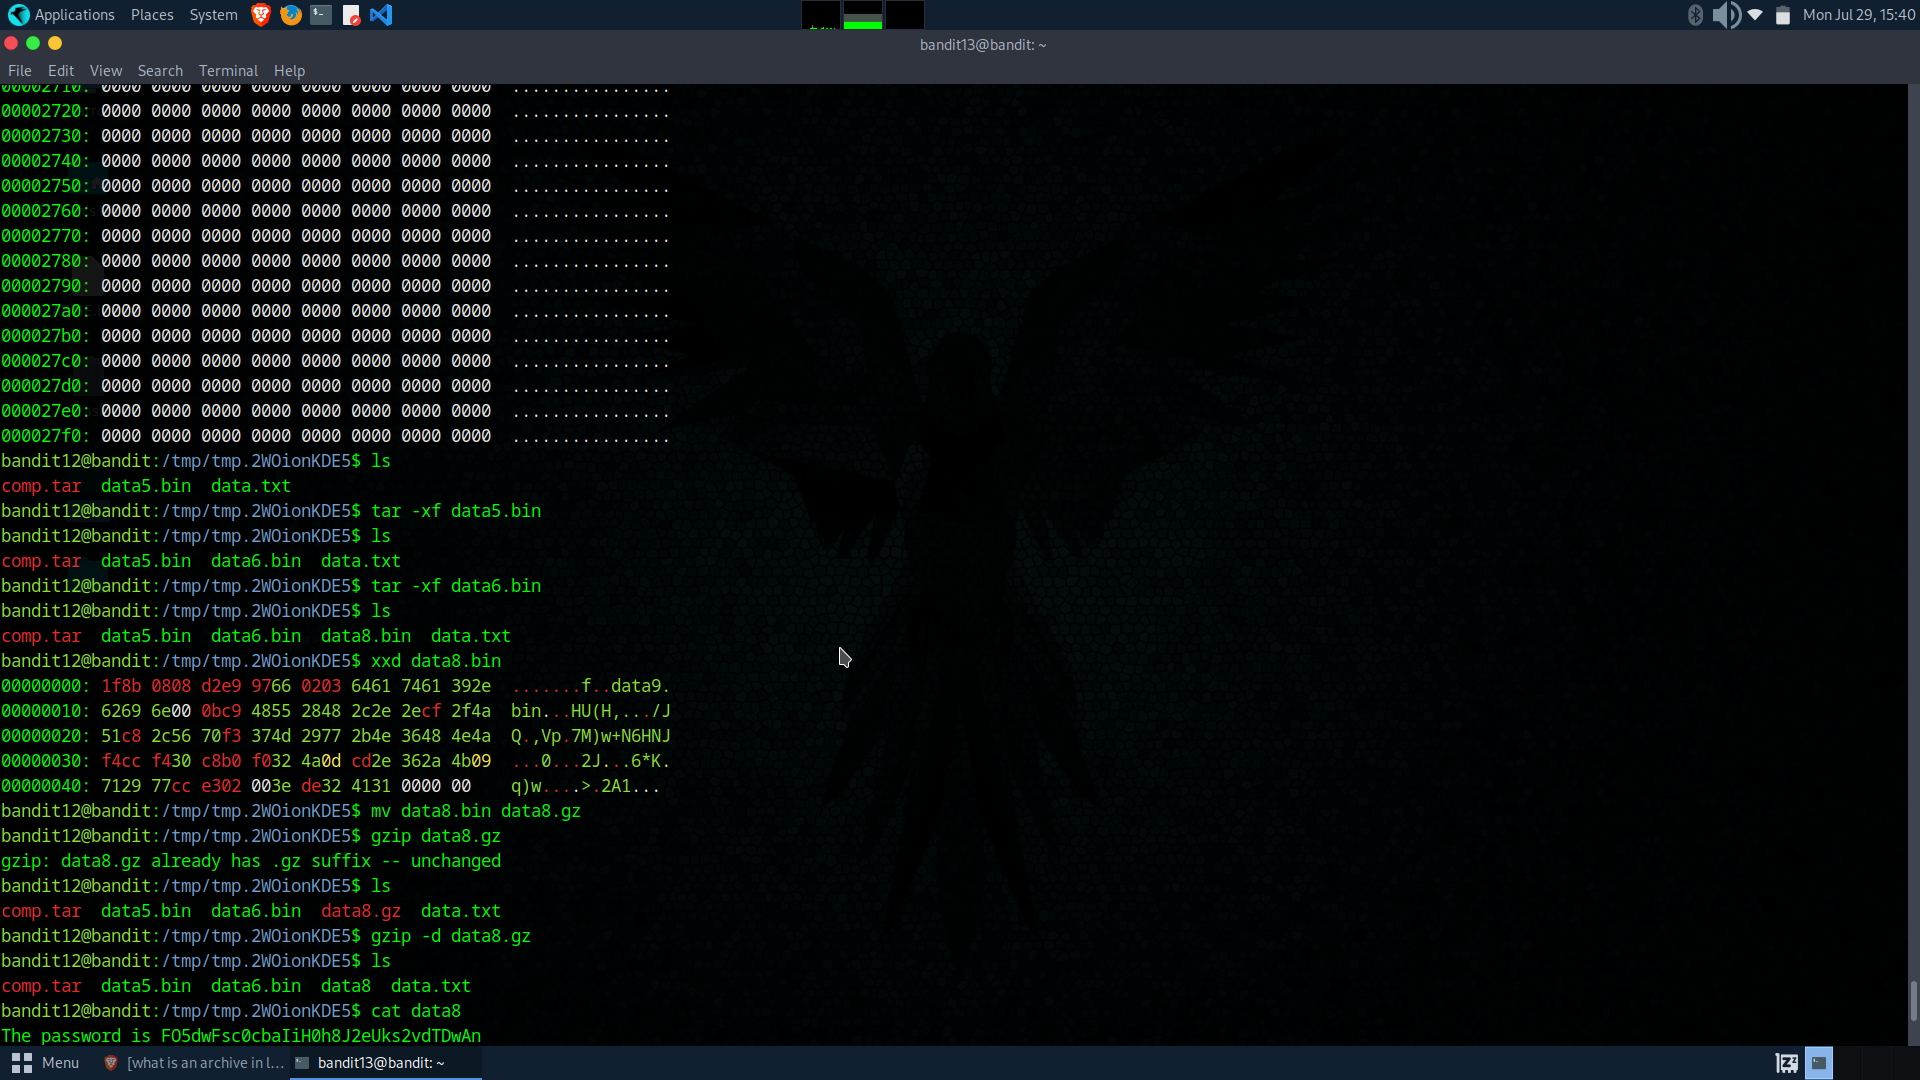 Applications Places System Mon Jul 29, 15:40
bandit13@bandit: ~
File Edit View Search Terminal Help
00002710: 0000 0000 0000 0000 0000 0000 0000 0000 ................
00002720: 0000 0000 0000 0000 0000 0000 0000 0000 ................
00002730: 0000 0000 0000 0000 0000 0000 0000 0000 ................
00002740: 0000 0000 0000 0000 0000 0000 0000 0000 ................
00002750: 0000 0000 0000 0000 0000 0000 0000 0000 ................
00002760: 0000 0000 0000 0000 0000 0000 0000 0000 ................
00002770: 0000 0000 0000 0000 0000 0000 0000 0000 ................
00002780: 0000 0000 0000 0000 0000 0000 0000 0000 ................
00002790: 0000 0000 0000 0000 0000 0000 0000 0000 ................
000027a0: 0000 0000 0000 0000 0000 0000 0000 0000 ................
000027b0: 0000 0000 0000 0000 0000 0000 0000 0000 ................
000027c0: 0000 0000 0000 0000 0000 0000 0000 0000 ................
000027d0: 0000 0000 0000 0000 0000 0000 0000 0000 ................
000027e0: 0000 0000 0000 0000 0000 0000 0000 0000 ................
000027f0: 0000 0000 0000 0000 0000 0000 0000 0000 ................
bandit12@bandit:/tmp/tmp.2WOionKDE5$ ls
comp.tar data5.bin data.txt
bandit12@bandit:/tmp/tmp.2WOionKDE5$ tar -xf data5.bin
bandit12@bandit:/tmp/tmp.2WOionKDE5$ ls
comp.tar data5.bin data6.bin data.txt
bandit12@bandit:/tmp/tmp.2WOionKDE5$ tar -xf data6.bin
bandit12@bandit:/tmp/tmp.2WOionKDE5$ ls
comp.tar data5.bin data6.bin data8.bin data.txt
bandit12@bandit:/tmp/tmp.2WOionKDE5$ xxd data8.bin
00000000: 1f8b 0808 d2e9 9766 0203 6461 7461 392e .......f..data9.
00000010: 6269 6e00 0bc9 4855 2848 2c2e 2ecf 2f4a bin...HU(H,.../J
00000020: 51c8 2c56 70f3 374d 2977 2b4e 3648 4e4a Q.,Vp.7M)w+N6HNJ
00000030: f4cc f430 c8b0 f032 4a0d cd2e 362a 4b09 ...0...2J...6*K.
00000040: 7129 77cc e302 003e de32 4131 0000 00 q)w....>.2A1...
bandit12@bandit:/tmp/tmp.2WOionKDE5$ mv data8.bin data8.gz
bandit12@bandit:/tmp/tmp.2WOionKDE5$ gzip data8.gz
gzip: data8.gz already has .gz suffix -- unchanged
bandit12@bandit:/tmp/tmp.2WOionKDE5$ ls
comp.tar data5.bin data6.bin data8.gz data.txt
bandit12@bandit:/tmp/tmp.2WOionKDE5$ gzip -d data8.gz
bandit12@bandit:/tmp/tmp.2WOionKDE5$ ls
comp.tar data5.bin data6.bin data8 data.txt
bandit12@bandit:/tmp/tmp.2WOionKDE5$ cat data8
The password is FO5dwFsc0cbaIiH0h8J2eUks2vdTDwAn
Menu [what is an archive in l... bandit13@bandit: ~